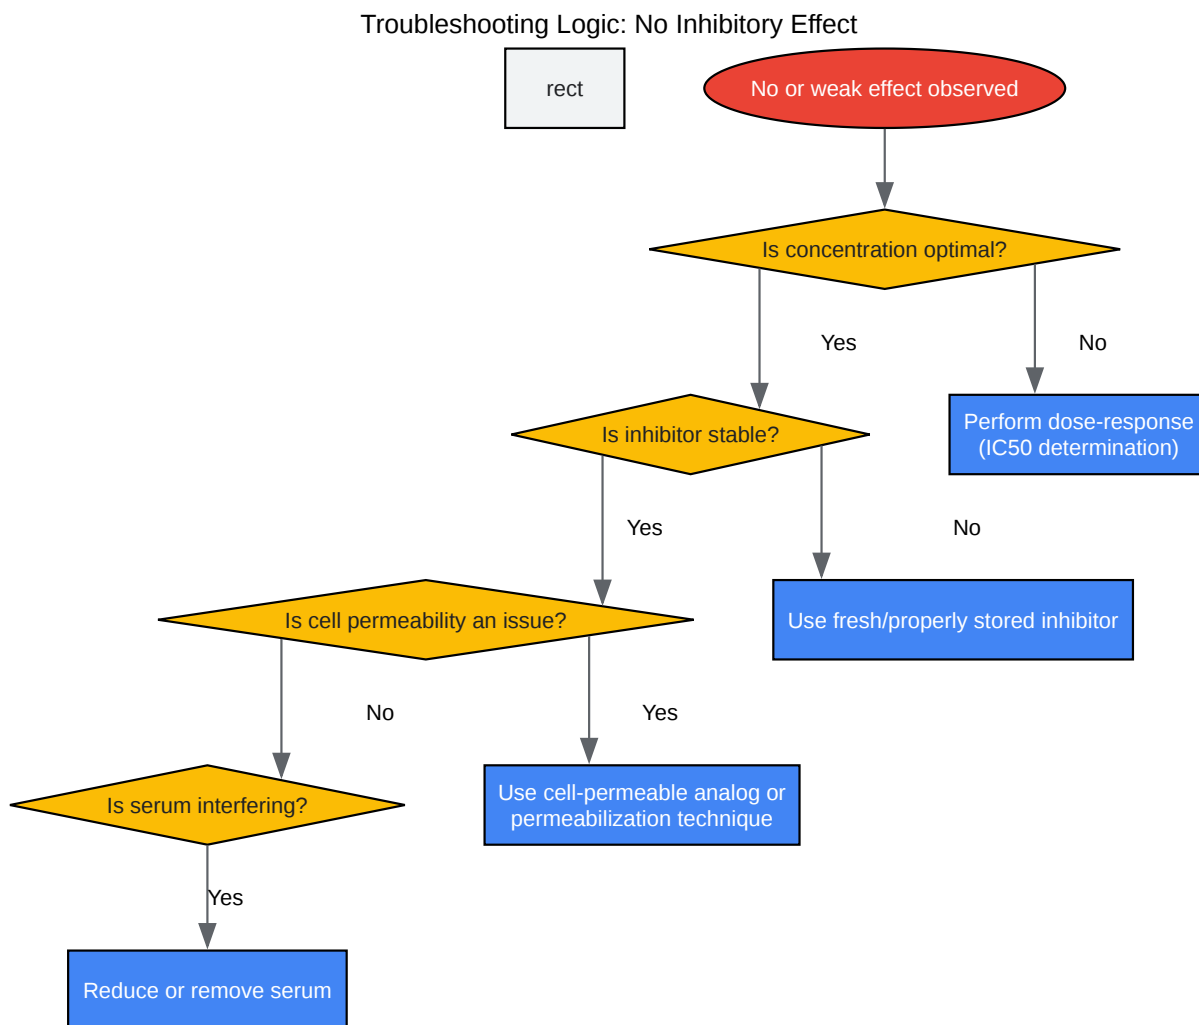 Troubleshooting Logic: No Inhibitory Effect
rect
No or weak effect observed
Is concentration optimal?
Yes
No
Is inhibitor stable?
Perform dose-response
(IC50 determination)
Yes
No
Is cell permeability an issue?
Use fresh/properly stored inhibitor
No
Yes
Is serum interfering?
Use cell-permeable analog or
permeabilization technique
Yes
Reduce or remove serum